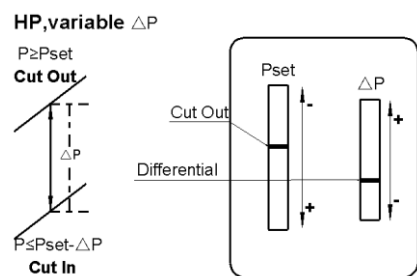 HP,variable △P
P≥Pset
Cut Out
△P
P≤Pset-△P
Cut In
Pset
△P
Cut Out
Differential
-
+
+
-